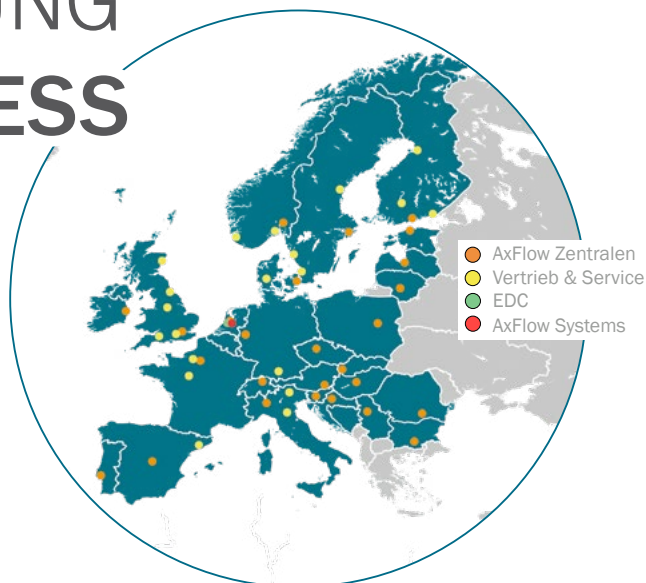 UNG
ESS
AxFlow Zentralen
Vertrieb & Service
EDC
AxFlow Systems